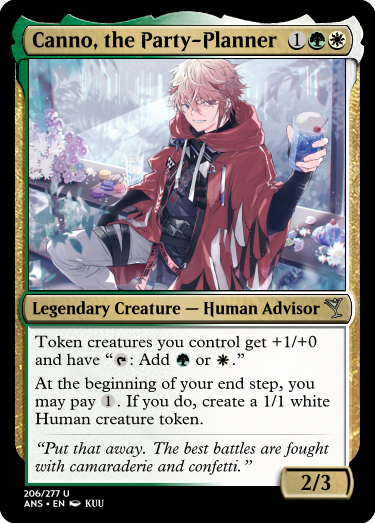 Canno, the Party-Planner 1
Legendary Creature — Human Advisor
Token creatures you control get +1/+0
and have “: Add or .”
At the beginning of your end step, you
may pay 1. If you do, create a 1/1 white
Human creature token.
“Put that away. The best battles are fought
with camaraderie and confetti.”
2/3
206/277 U
ANS • EN KUU